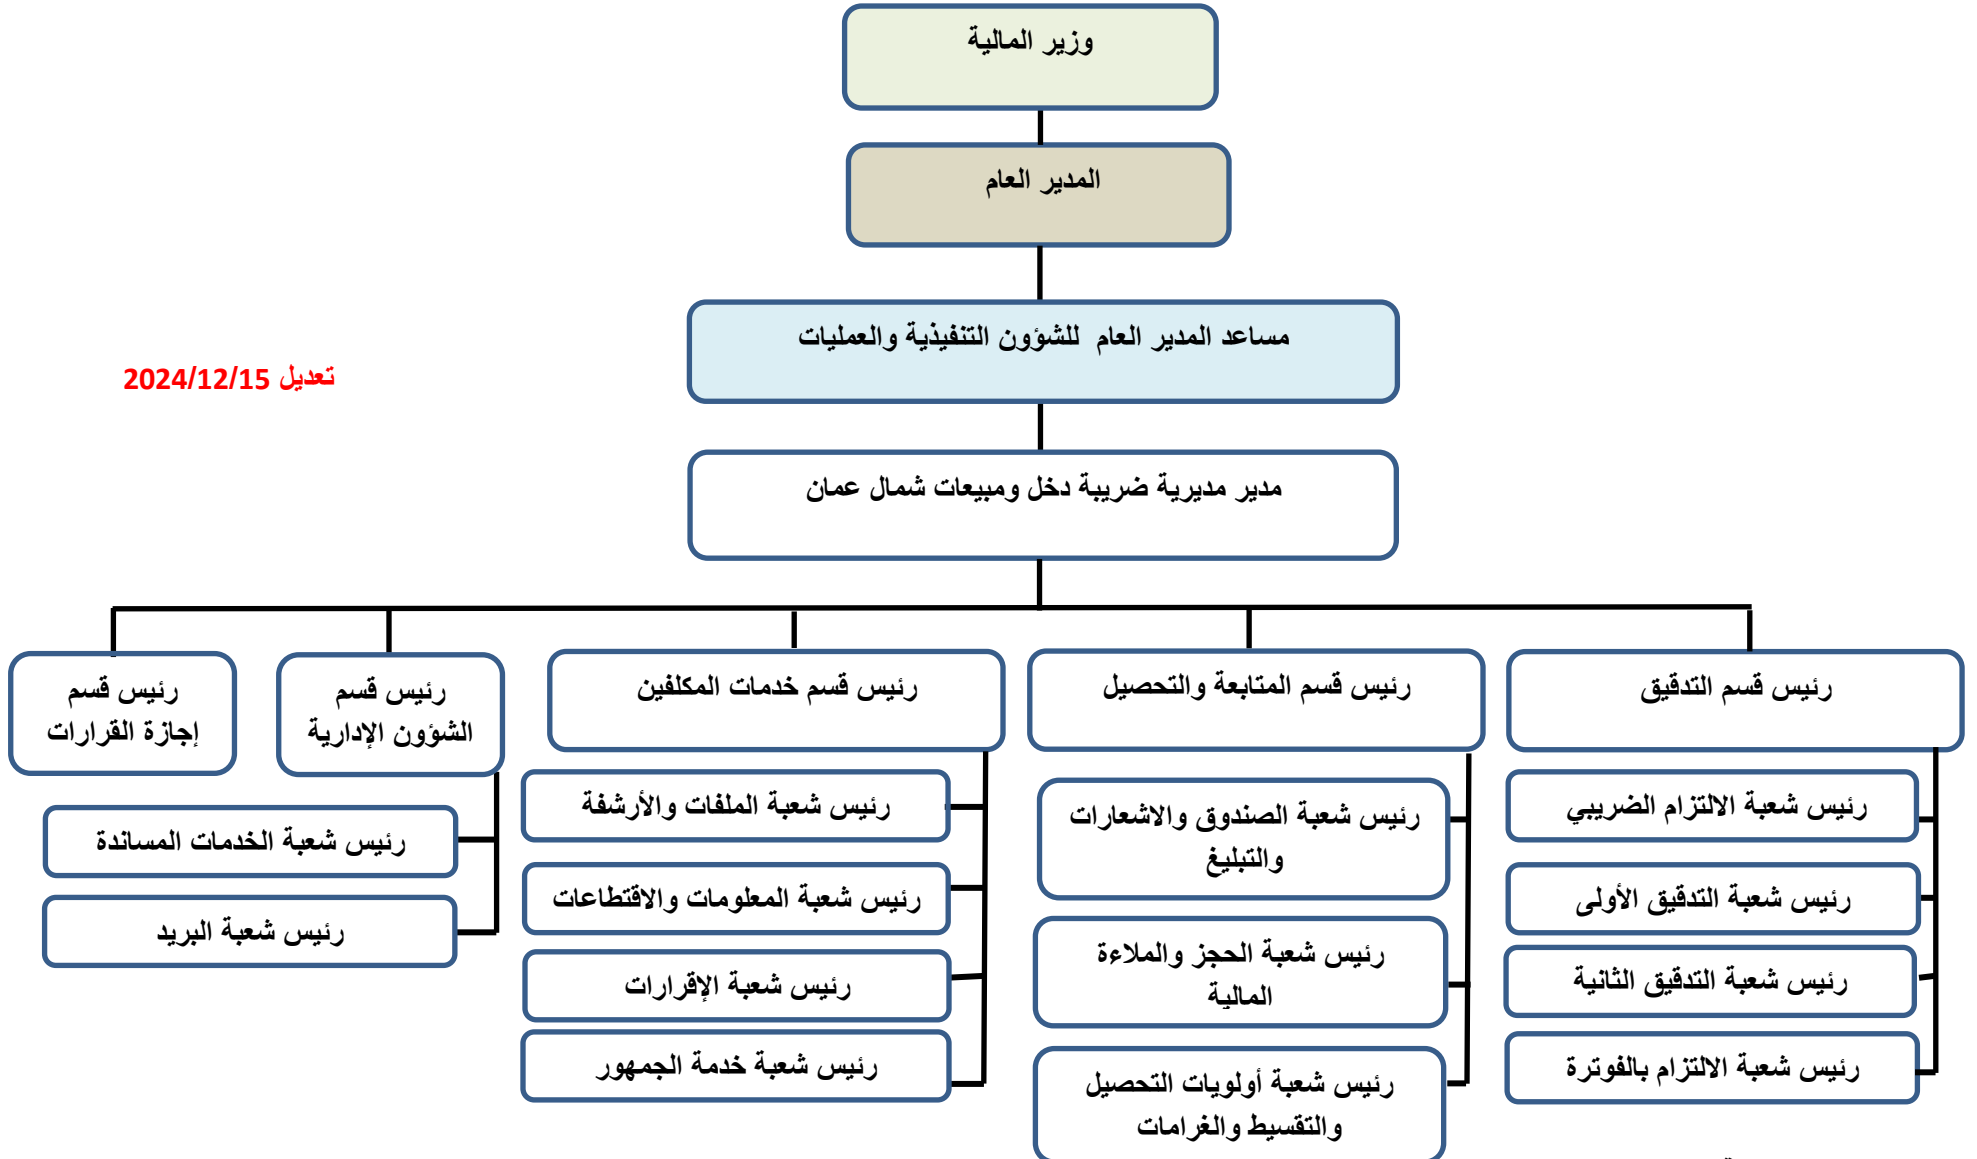 وزير المالية
المدير العام
مساعد المدير العام للشؤون التنفيذية والعمليات
تعديل 2024/12/15
مدير مديرية ضريبة دخل ومبيعات شمال عمان
رئيس قسم التدقيق
رئيس شعبة الالتزام الضريبي
رئيس شعبة التدقيق الأولى
رئيس شعبة التدقيق الثانية
رئيس شعبة الالتزام بالفوترة
رئيس قسم المتابعة والتحصيل
رئيس شعبة الصندوق والاشعارات
والتبليغ
رئيس شعبة الحجز والملاءة
المالية
رئيس شعبة أولويات التحصيل
والتقسيط والغرامات
رئيس قسم خدمات المكلفين
رئيس شعبة الملفات والأرشفة
رئيس شعبة المعلومات والاقتطاعات
رئيس شعبة الإقرارات
رئيس شعبة خدمة الجمهور
رئيس قسم
الشؤون الإدارية
رئيس شعبة الخدمات المساندة
رئيس شعبة البريد
رئيس قسم
إجازة القرارات